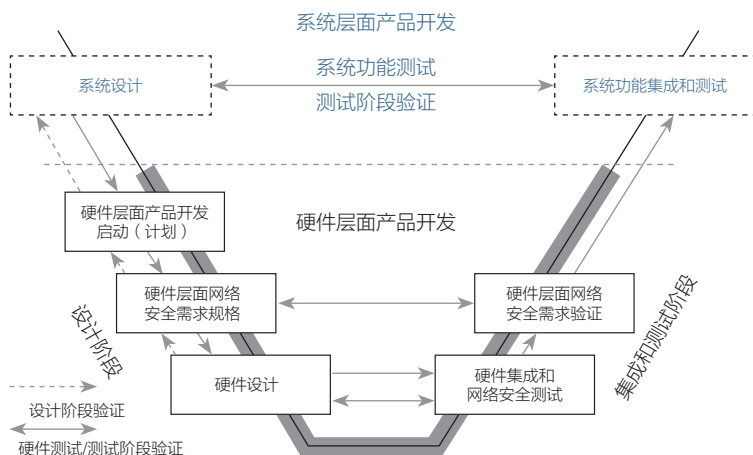 系统层面产品开发
系统设计
系统功能测试
测试阶段验证
系统功能集成和测试
硬件层面产品开发
启动（计划）
硬件层面产品开发
硬件层面网络
安全需求规格
硬件层面网络
安全需求验证
设计阶段
集成和测试阶段
硬件设计
硬件集成和
网络安全测试
设计阶段验证
硬件测试/测试阶段验证